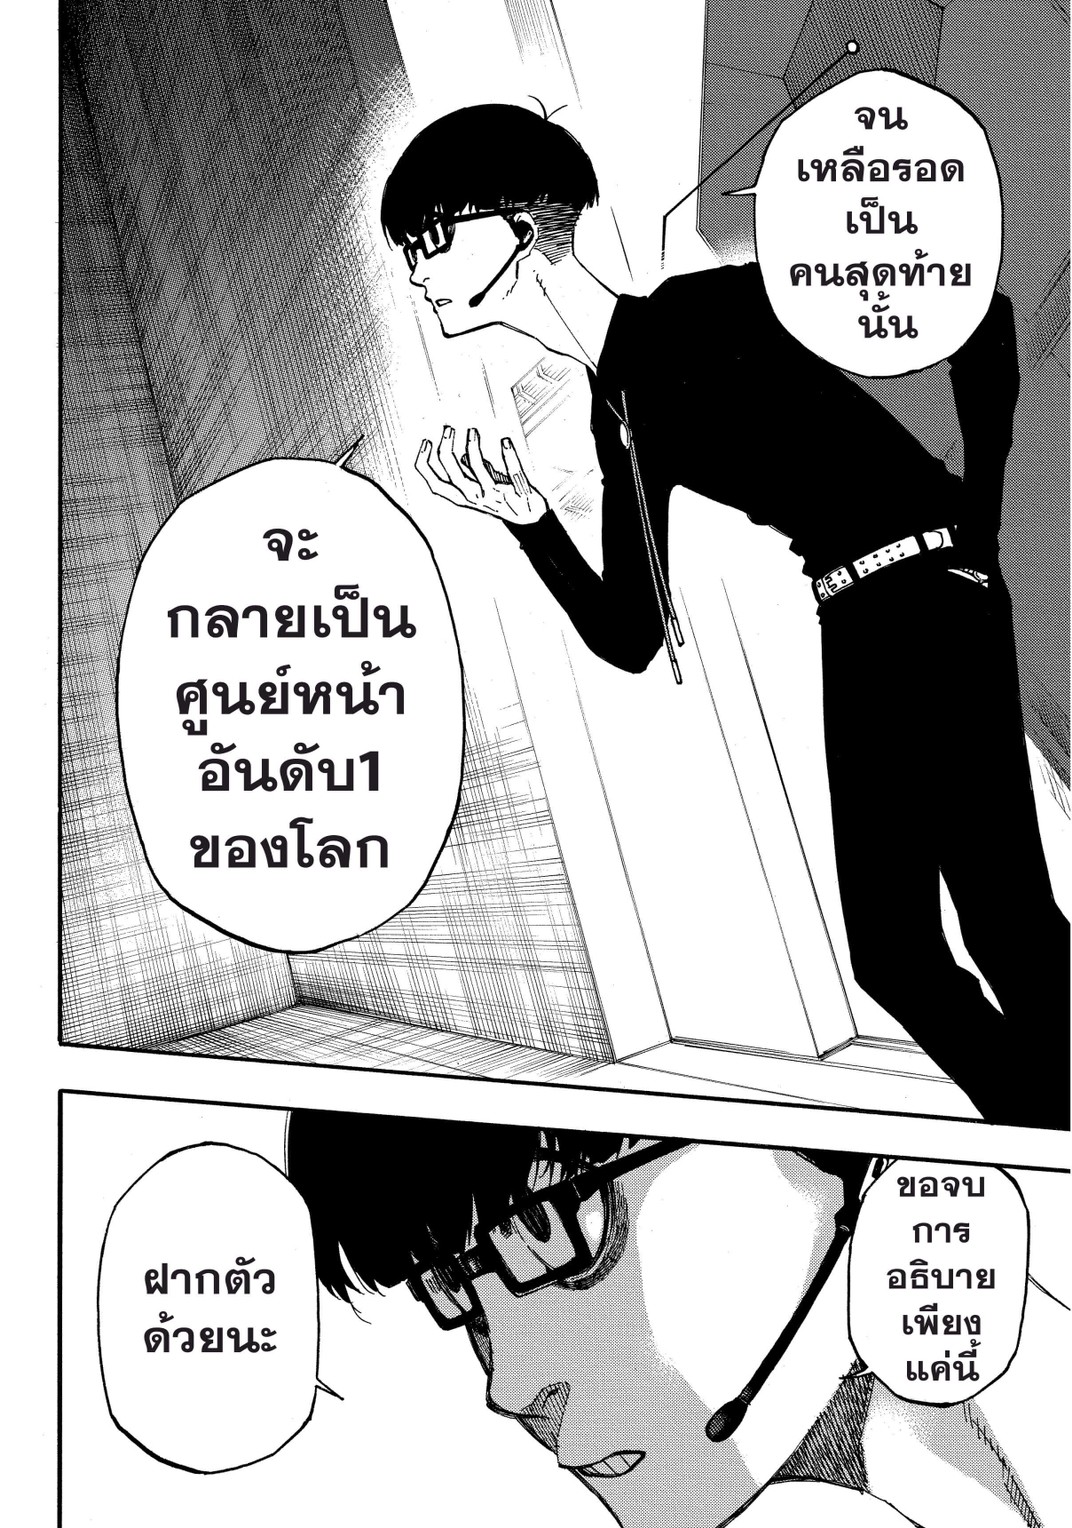 จน
เหลือรอด
เป็น
คนสุดท้าย
นั้น
จะ
กลายเป็น
ศูนย์หน้า
อันดับ1
ของโลก
ขอจบ
การ
อธิบาย
เพียง
แค่นี้
ฝากตัว
ด้วยนะ